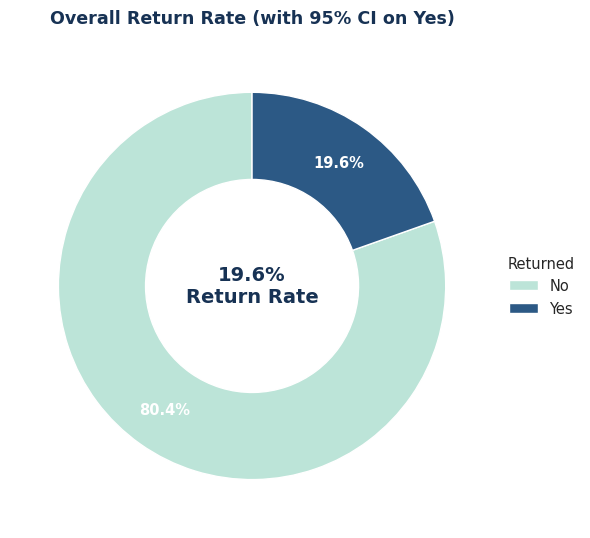 Overall Return Rate (with 95% CI on Yes)
19.6%
19.6%
Return Rate
80.4%
Returned
No
Yes